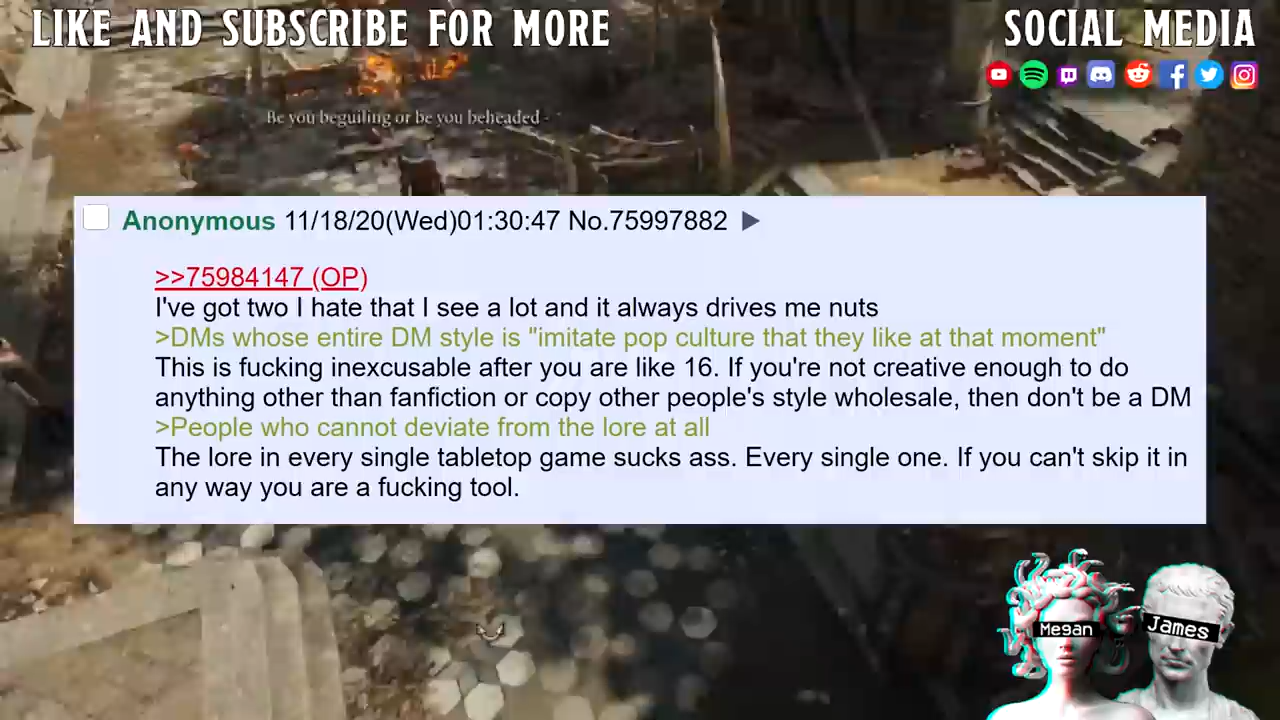 LIKE AND SUBSCRIBE FOR MORE
SOCIAL MEDIA
Be you beguiling or be you beheaded -
Anonymous 11/18/20(Wed)01:30:47 No.75997882 ▶
>>75984147 (OP)
I've got two I hate that I see a lot and it always drives me nuts
>DMs whose entire DM style is "imitate pop culture that they like at that moment"
This is fucking inexcusable after you are like 16. If you're not creative enough to do
anything other than fanfiction or copy other people's style wholesale, then don't be a DM
>People who cannot deviate from the lore at all
The lore in every single tabletop game sucks ass. Every single one. If you can't skip it in
any way you are a fucking tool.
Megan
James